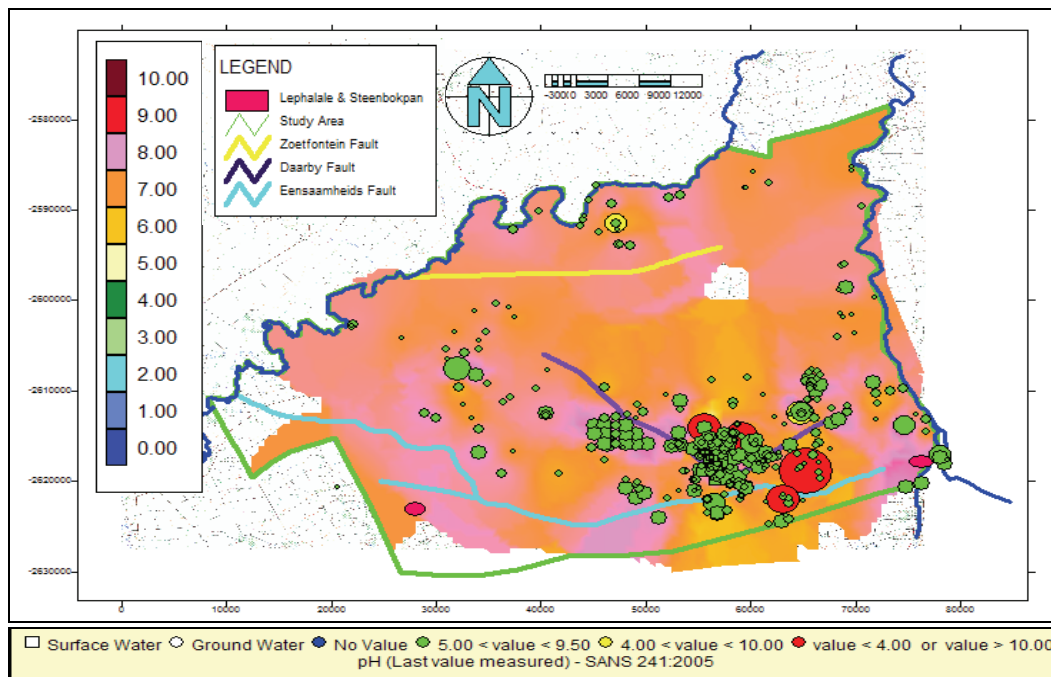 10.00
9.00
8.00
7.00
6.00
5.00
4.00
3.00
2.00
1.00
0.00
LEGEND
Lephalale & Steenbokpan
Study Area
Zoetfontein Fault
Daarby Fault
Eensaamheids Fault
N
-3000 0 3000 6000 9000 12000
-2580000
-2590000
-2600000
-2610000
-2620000
-2630000
0 10000 20000 30000 40000 50000 60000 70000 80000
Surface Water Ground Water No Value 5.00 < value < 9.50 4.00 < value < 10.00 value < 4.00 or value > 10.00
pH (Last value measured) - SANS 241:2005